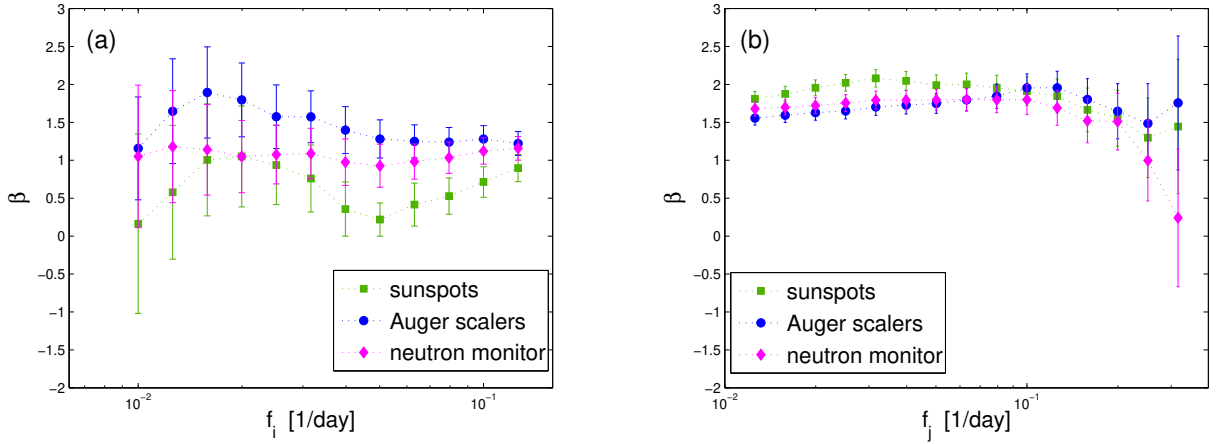 (a)
3
2.5
2
1.5
1
0.5
0
−0.5
−1
−1.5
−2
β
10⁻²
10⁻¹
f_i [1/day]
sunspots
Auger scalers
neutron monitor
(b)
3
2.5
2
1.5
1
0.5
0
−0.5
−1
−1.5
−2
β
10⁻²
10⁻¹
10⁰
f_j [1/day]
sunspots
Auger scalers
neutron monitor